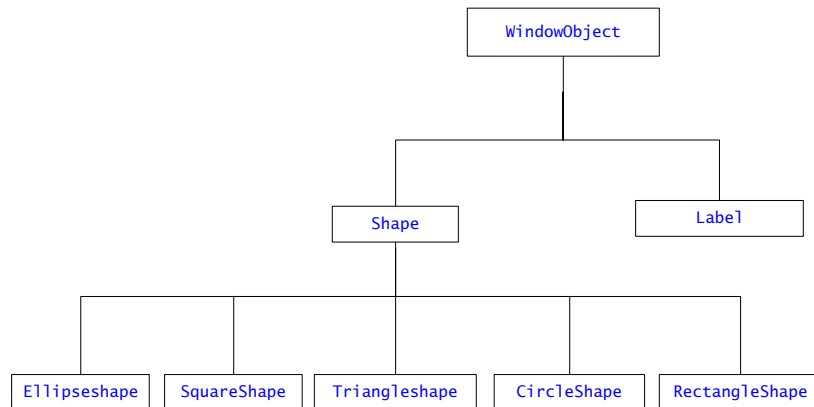 WindowObject
Shape
Label
Ellipseshape
SquareShape
Triangleshape
CircleShape
RectangleShape